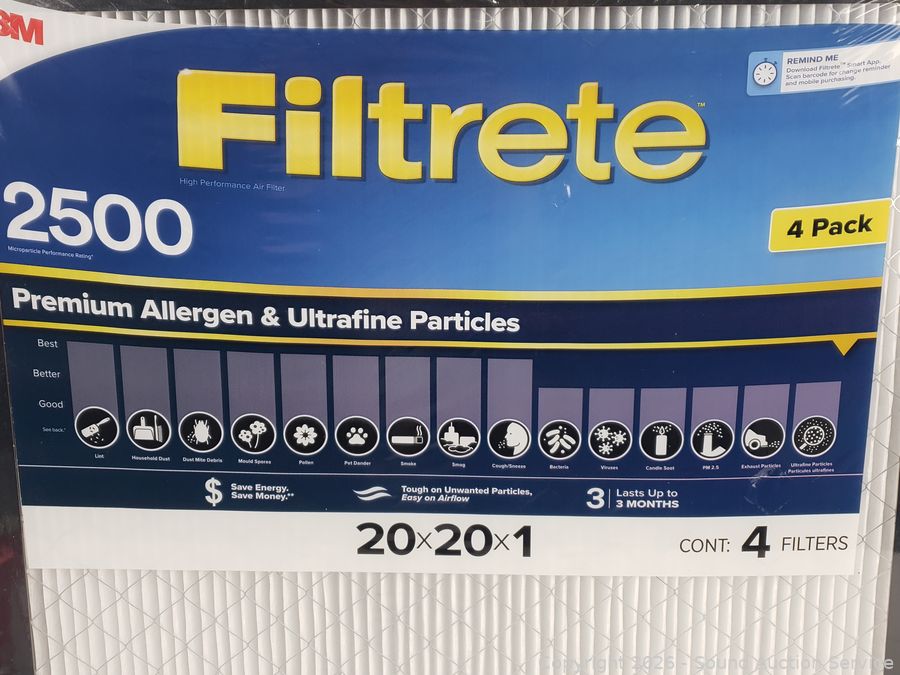 3M
REMIND ME
Download Filtrete™ Smart App.
Scan barcode for change reminder
and mobile purchasing.
Filtrete™
High Performance Air Filter
2500
Microparticle Performance Rating*
4 Pack
Premium Allergen & Ultrafine Particles
Best
Better
Good
See back.*
Lint
Household Dust
Dust Mite Debris
Mould Spores
Pollen
Pet Dander
Smoke
Smog
Cough/Sneeze
Bacteria
Viruses
Candle Soot
PM 2.5
Exhaust Particles
Ultrafine Particles
Particules ultrafines
$ Save Energy.
Save Money.**
Tough on Unwanted Particles,
Easy on Airflow
3 Lasts Up to
3 MONTHS
20x20x1
CONT: 4 FILTERS
Copyright 2026 - Sound Auction Service